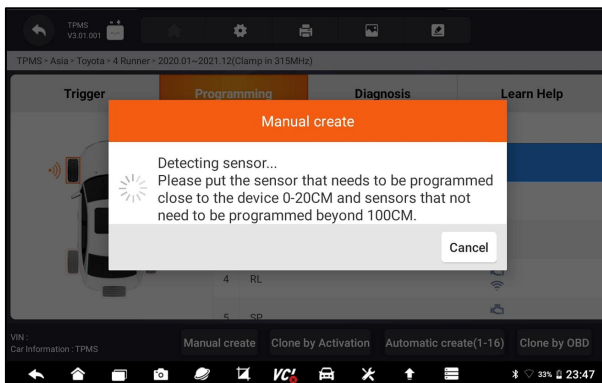 TPMS
V3.01.001
TPMS > Asia > Toyota > 4 Runner > 2020.01~2021.12(Clamp in 315MHz)
Trigger
Programming
Diagnosis
Learn Help
Manual create
Detecting sensor...
Please put the sensor that needs to be programmed
close to the device 0-20CM and sensors that not
need to be programmed beyond 100CM.
Cancel
4 RL
5 SP
VIN :
Car Information : TPMS
Manual create
Clone by Activation
Automatic create(1-16)
Clone by OBD
VCI
33%
23:47